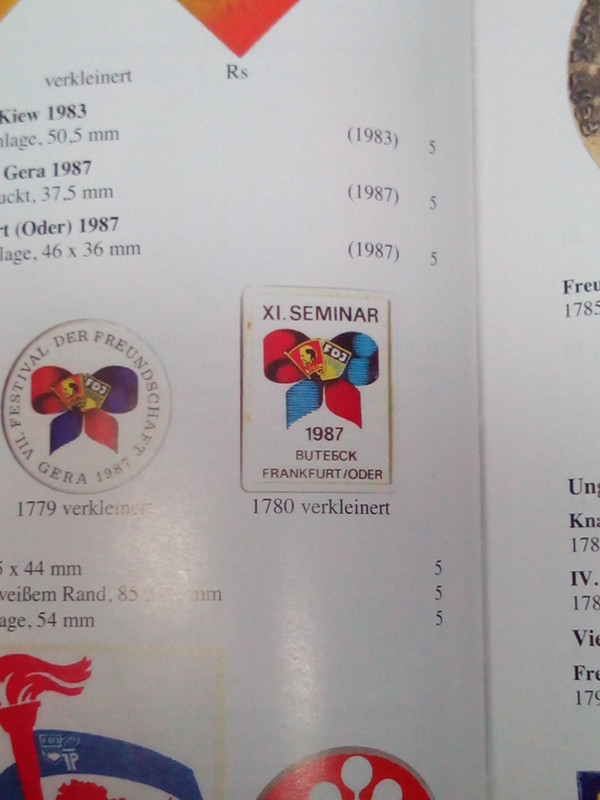 verkleinert Rs
Kiew 1983
lage, 50,5 mm (1983) 5
Gera 1987
uckt, 37,5 mm (1987) 5
t (Oder) 1987
lage, 46 x 36 mm (1987) 5
VII. FESTIVAL DER FREUNDSCHAFT
FDJ
GERA 1987
1779 verkleinert
XI. SEMINAR
FDJ
1987
ВИТЕБСК
FRANKFURT/ODER
1780 verkleinert
5 x 44 mm 5
weißem Rand, 85 mm 5
age, 54 mm 5
Freu
1785
Ung
Kna
178
IV.
178
Vie
Fre
179